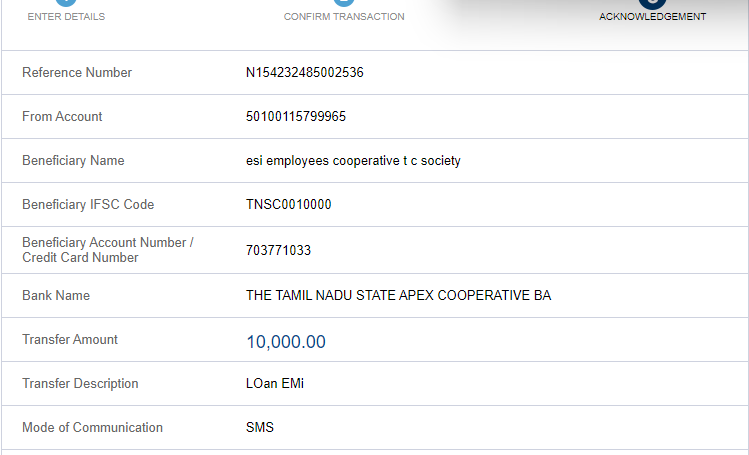 ENTER DETAILS CONFIRM TRANSACTION ACKNOWLEDGEMENT
Reference Number N154232485002536
From Account 50100115799965
Beneficiary Name esi employees cooperative t c society
Beneficiary IFSC Code TNSC0010000
Beneficiary Account Number /
Credit Card Number 703771033
Bank Name THE TAMIL NADU STATE APEX COOPERATIVE BA
Transfer Amount 10,000.00
Transfer Description LOan EMi
Mode of Communication SMS